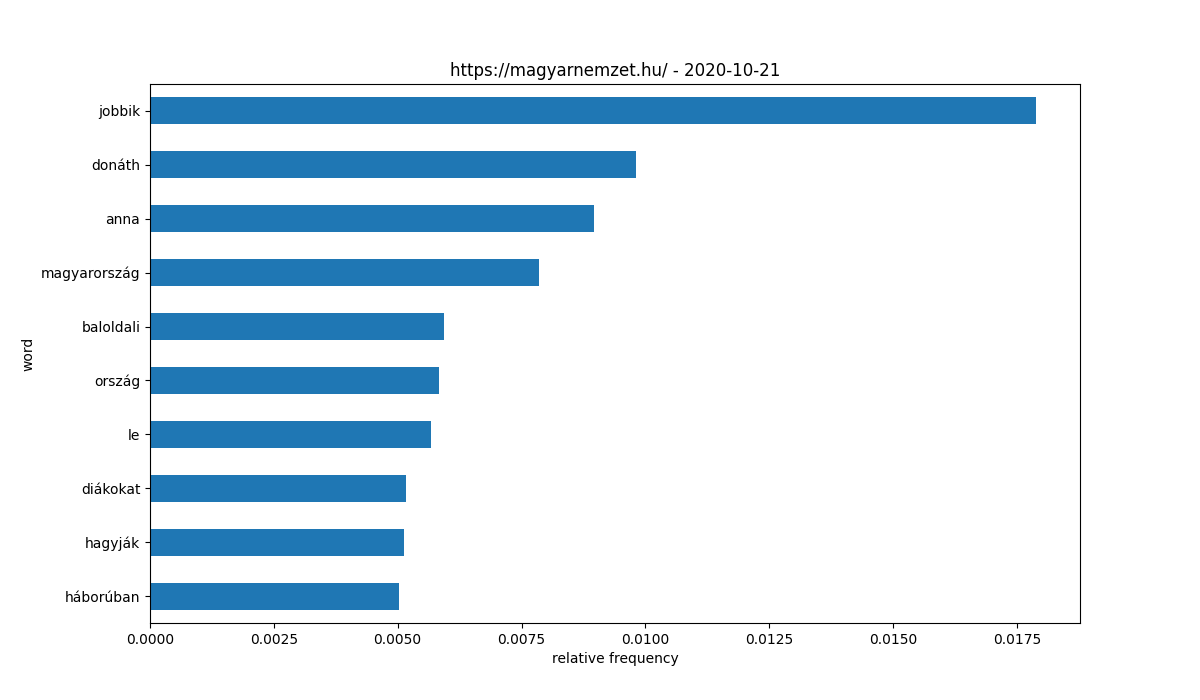 https://magyarnemzet.hu/ - 2020-10-21
word
jobbik
donáth
anna
magyarország
baloldali
ország
le
diákokat
hagyják
háborúban
0.0000 0.0025 0.0050 0.0075 0.0100 0.0125 0.0150 0.0175
relative frequency